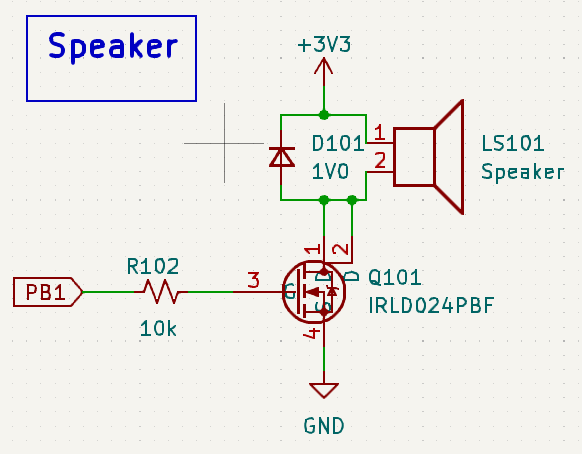 Speaker
+3V3
D101
1V0
1
2
LS101
Speaker
1
2
D
D
R102
PB1
10k
3
G
S
Q101
IRLD024PBF
4
GND